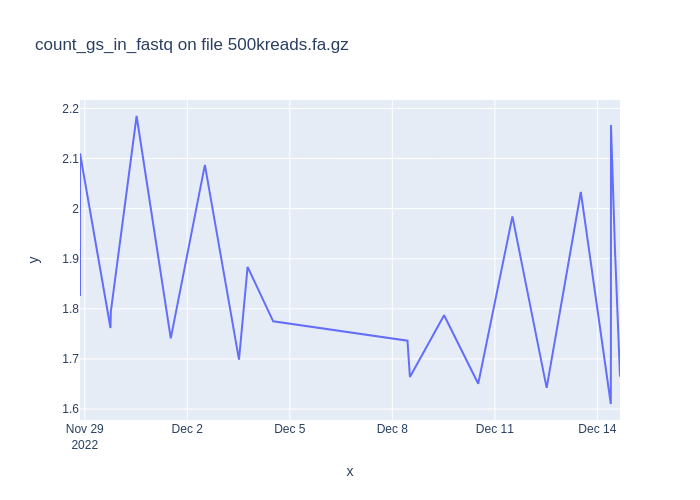 count_gs_in_fastq on file 500kreads.fa.gz
2.2
2.1
2
1.9
1.8
1.7
1.6
y
Nov 29 Dec 2 Dec 5 Dec 8 Dec 11 Dec 14
2022
x